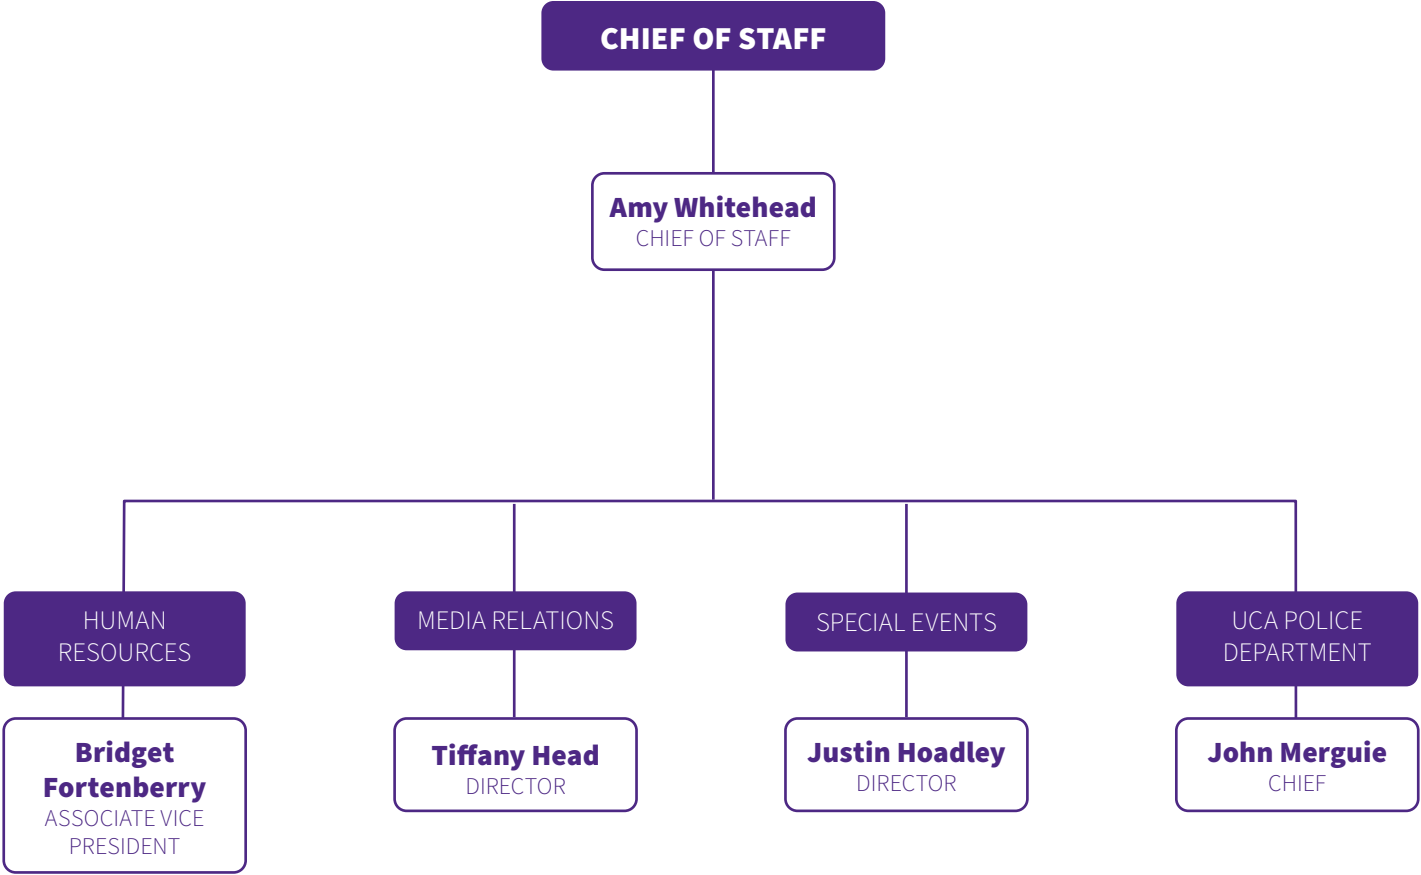 CHIEF OF STAFF
Amy Whitehead
CHIEF OF STAFF
HUMAN
RESOURCES
Bridget
Fortenberry
ASSOCIATE VICE
PRESIDENT
MEDIA RELATIONS
Tiffany Head
DIRECTOR
SPECIAL EVENTS
Justin Hoadley
DIRECTOR
UCA POLICE
DEPARTMENT
John Merguie
CHIEF